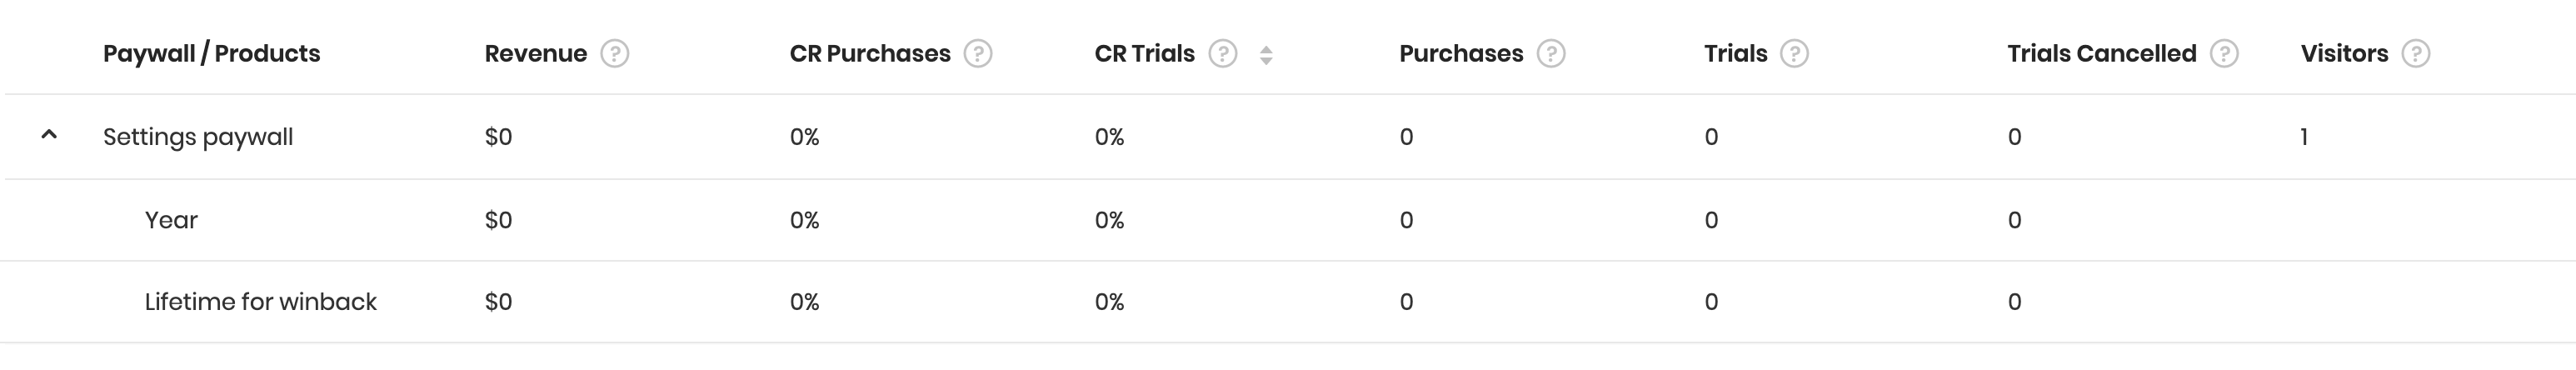 Paywall / Products Revenue ? CR Purchases ? CR Trials ? Purchases ? Trials ? Trials Cancelled ? Visitors ?
Settings paywall $0 0% 0% 0 0 0 1
Year $0 0% 0% 0 0 0
Lifetime for winback $0 0% 0% 0 0 0